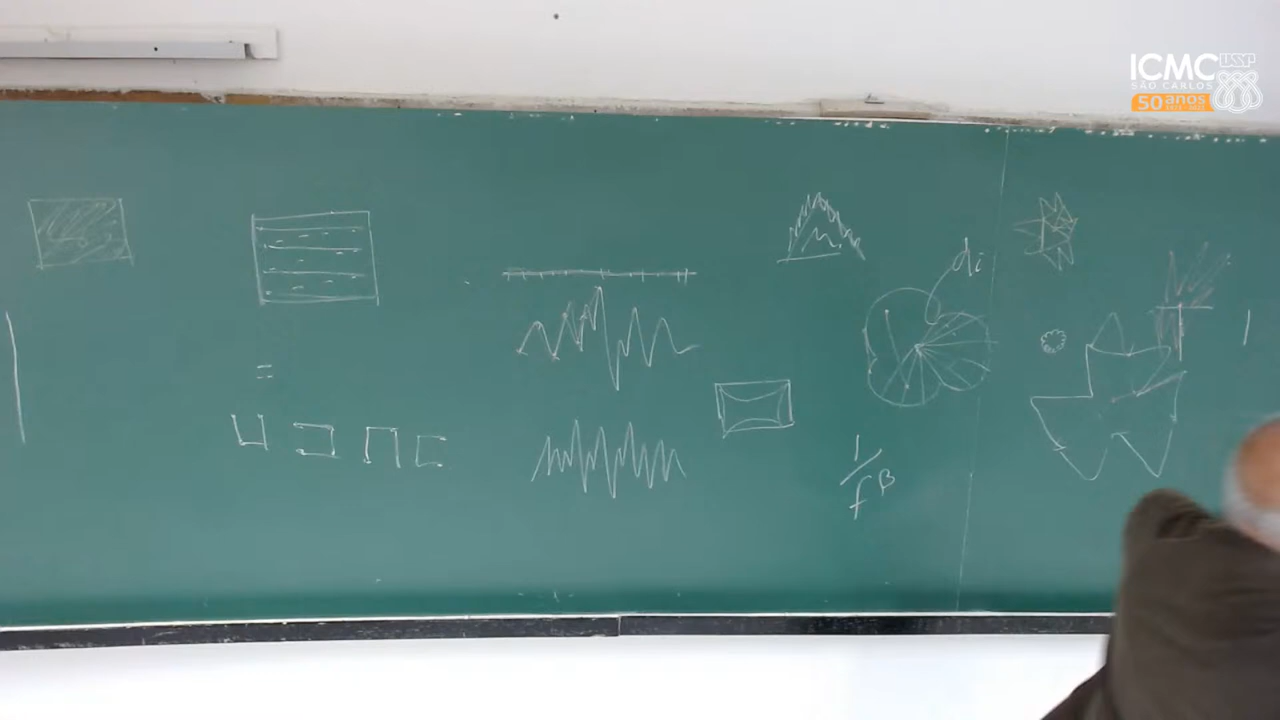 ICMC USP
SÃO CARLOS
50 anos
di
1/f^β